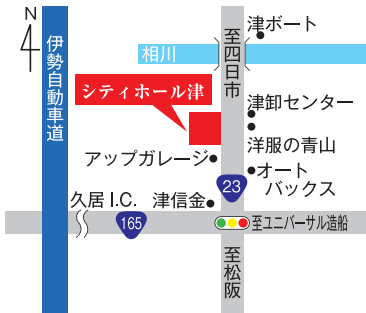 N
津ボート
伊勢自動車道
相川
至四日市
シティホール津
津卸センター
洋服の青山
アップガレージ
オート
バックス
23
久居 I.C.
津信金
165
至ユニバーサル造船
至松阪